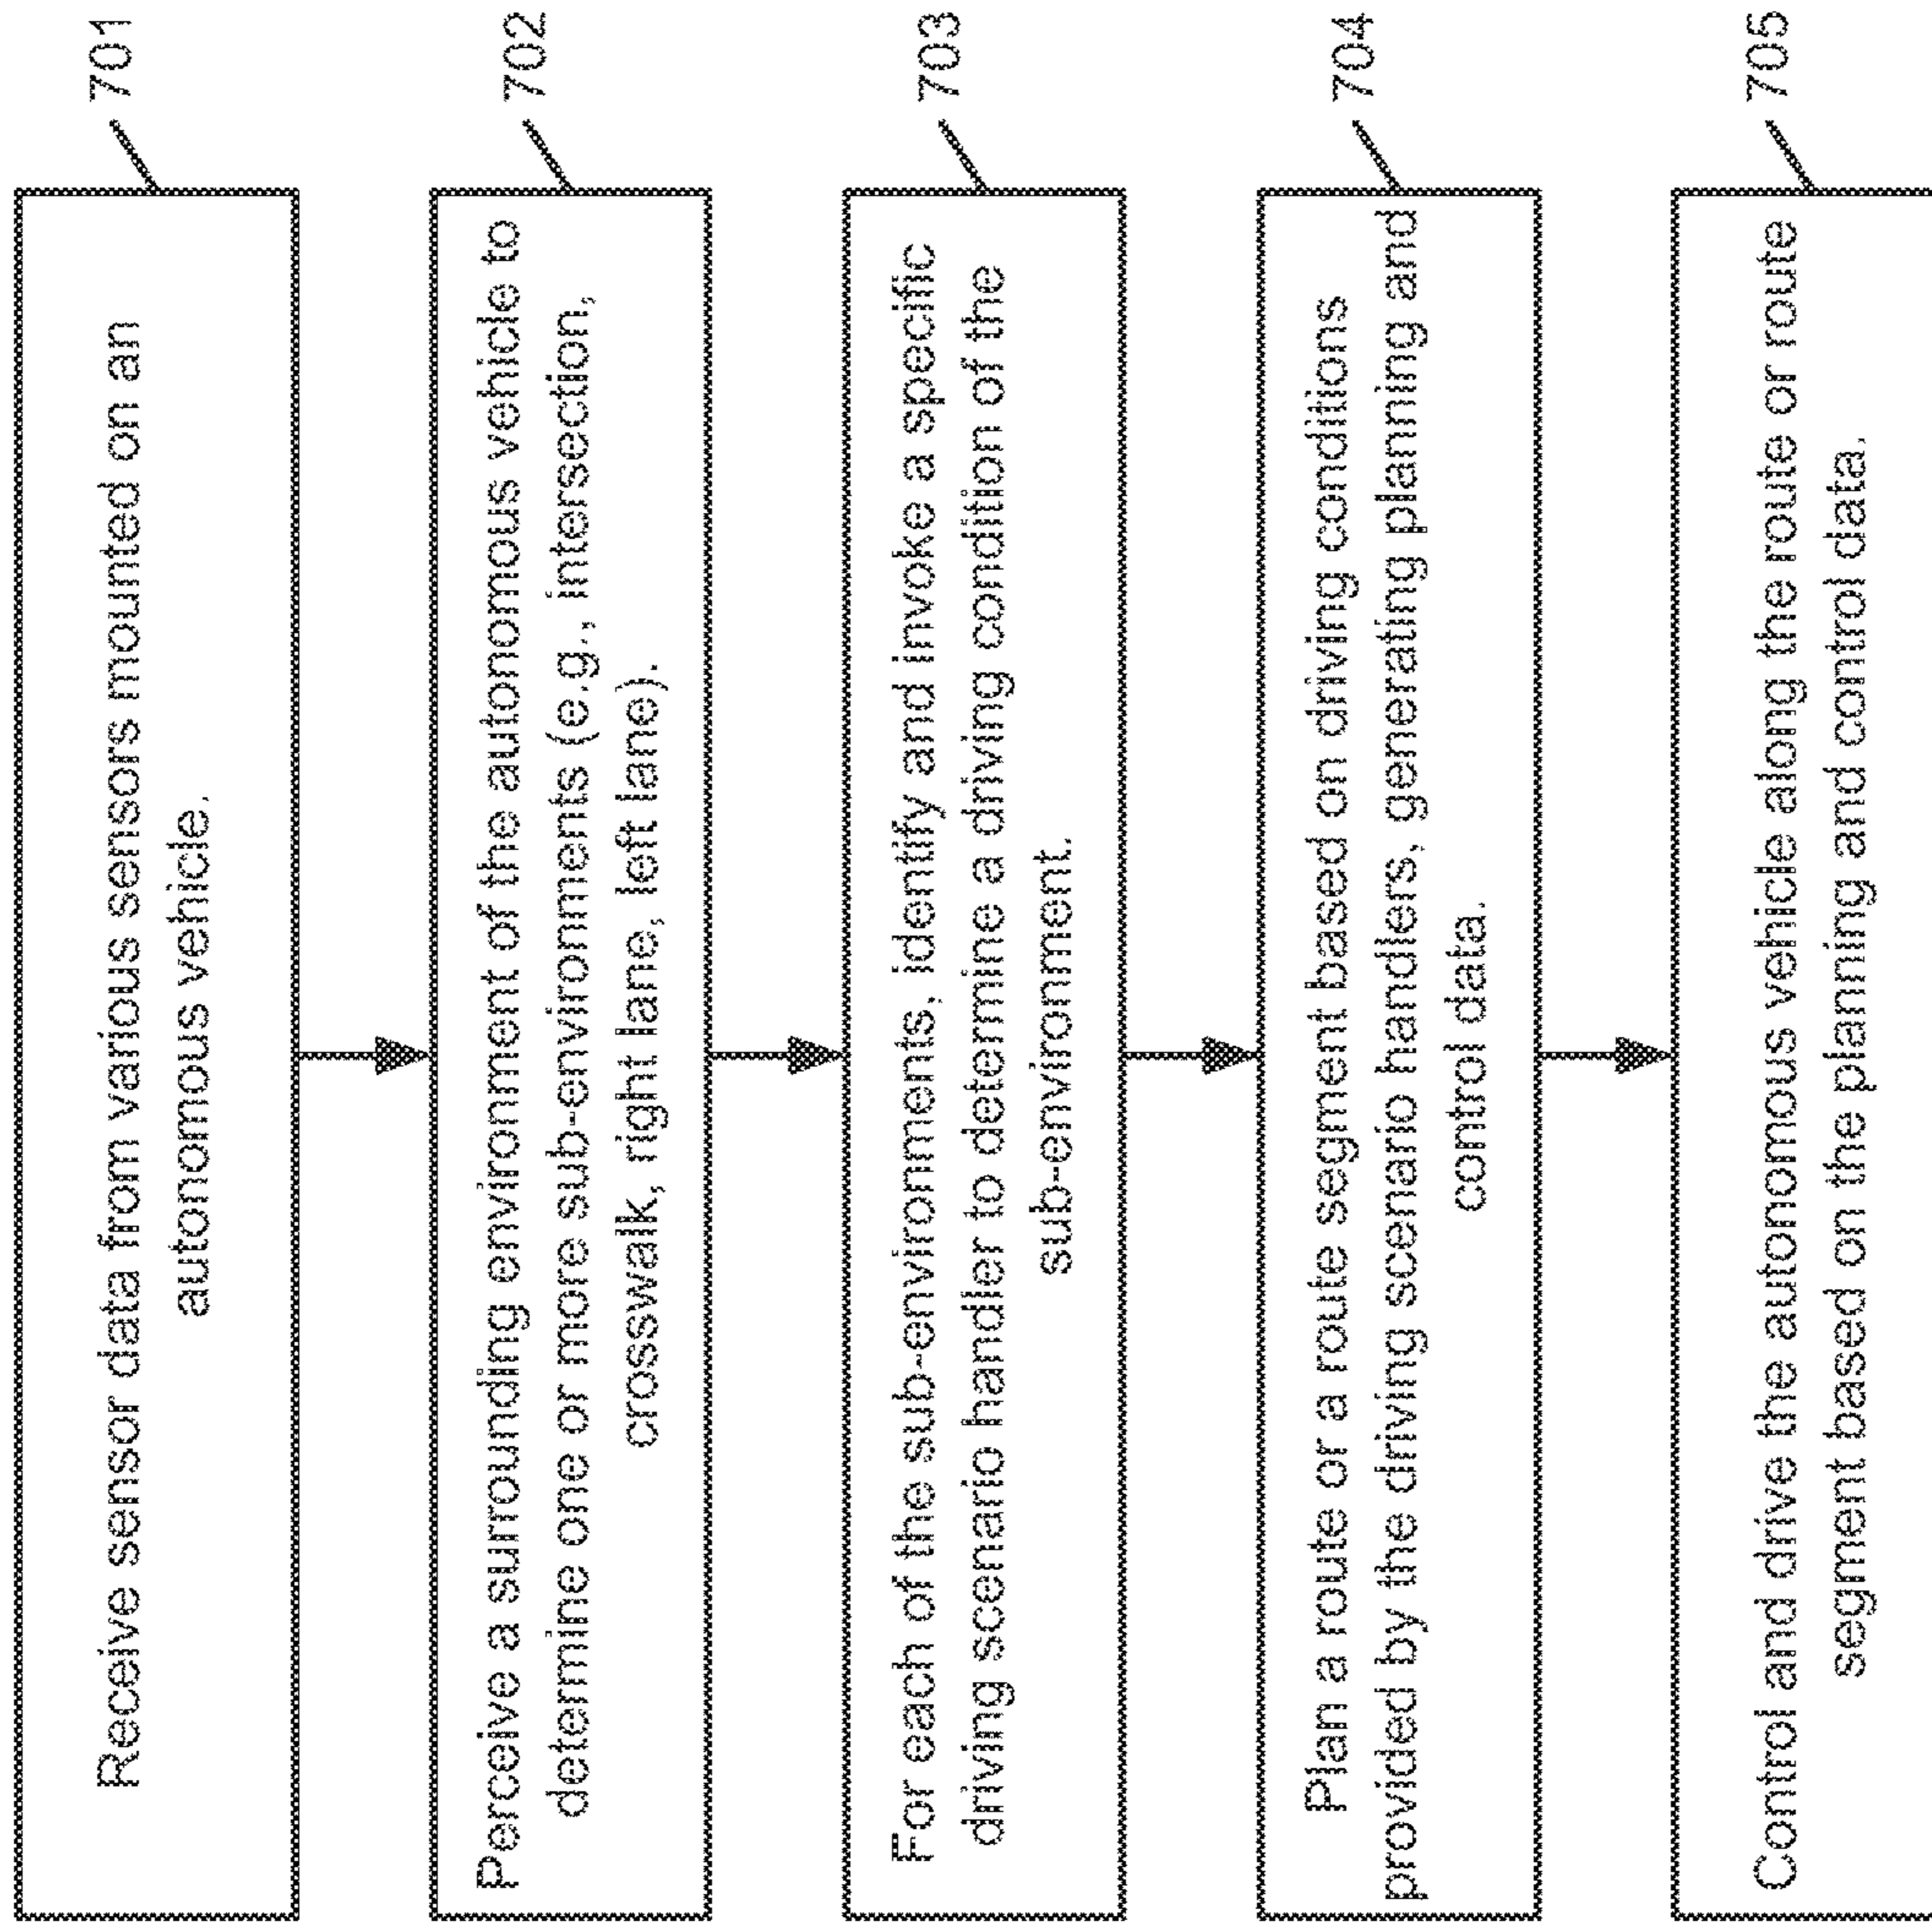 701
Receive sensor data from various sensors mounted on an
autonomous vehicle.
702
Perceive a surrounding environment of the autonomous vehicle to
determine one or more sub-environments (e.g., intersection,
crosswalk, right lane, left lane).
703
For each of the sub-environments, identify and invoke a specific
driving scenario handler to determine a driving condition of the
sub-environment.
704
Plan a route or a route segment based on driving conditions
provided by the driving scenario handlers, generating planning and
control data.
705
Control and drive the autonomous vehicle along the route or route
segment based on the planning and control data.